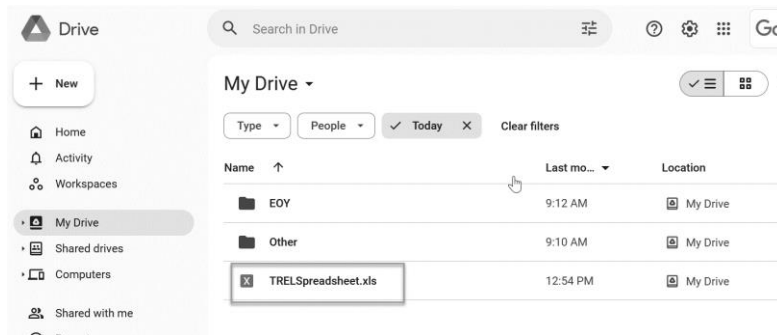 Drive
Search in Drive
New
My Drive
Type
People
Today
Clear filters
Home
Activity
Workspaces
My Drive
Shared drives
Computers
Shared with me
Name
Last mo...
Location
EOY
9:12 AM
My Drive
Other
9:10 AM
My Drive
X
TRELSpreadsheet.xls
12:54 PM
My Drive